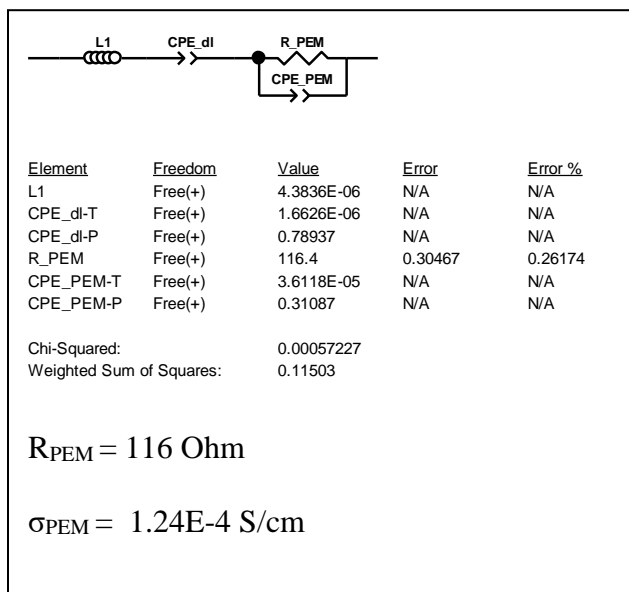 L1 CPE_dl R_PEM
CPE_PEM
Element Freedom Value Error Error %
L1 Free(+) 4.3836E-06 N/A N/A
CPE_dl-T Free(+) 1.6626E-06 N/A N/A
CPE_dl-P Free(+) 0.78937 N/A N/A
R_PEM Free(+) 116.4 0.30467 0.26174
CPE_PEM-T Free(+) 3.6118E-05 N/A N/A
CPE_PEM-P Free(+) 0.31087 N/A N/A
Chi-Squared: 0.00057227
Weighted Sum of Squares: 0.11503
RPEM = 116 Ohm
σPEM = 1.24E-4 S/cm